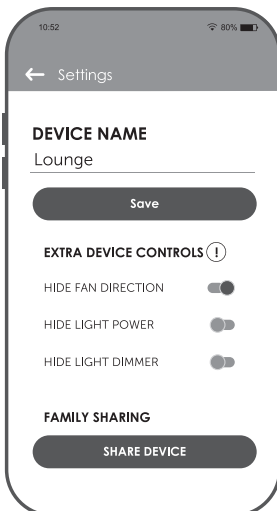 10:52 80%
Settings
DEVICE NAME
Lounge
Save
EXTRA DEVICE CONTROLS !
HIDE FAN DIRECTION
HIDE LIGHT POWER
HIDE LIGHT DIMMER
FAMILY SHARING
SHARE DEVICE